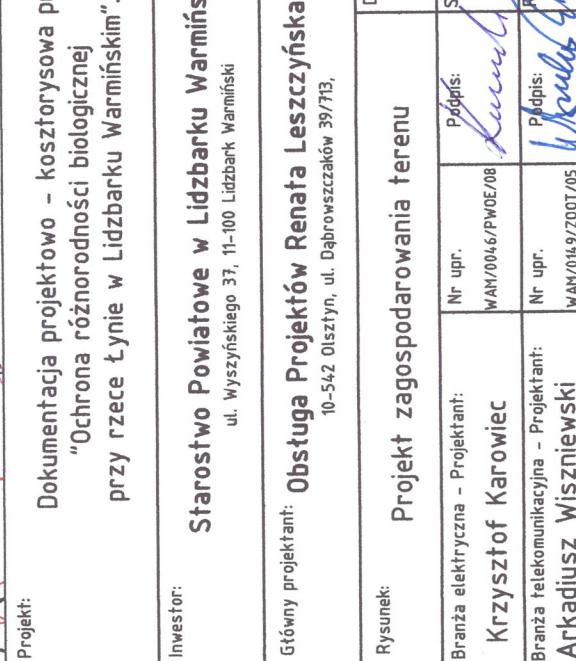 Projekt:
Dokumentacja projektowo - kosztorysowa
"Ochrona różnorodności biologicznej
przy rzece Łynie w Lidzbarku Warmińskim".
Inwestor:
Starostwo Powiatowe w Lidzbarku Warmińs
ul. Wyszyńskiego 37, 11-100 Lidzbark Warmiński
Główny projektant:
Obsługa Projektów Renata Leszczyńska
10-542 Olsztyn, ul. Dąbrowszczaków 39/713,
Rysunek:
Projekt zagospodarowania terenu
Branża elektryczna - Projektant:
Krzysztof Karowiec
Nr upr.
WAM/0046/PWOE/08
Podpis:
Branża telekomunikacyjna - Projektant:
Arkadiusz Wiszniewski
Nr upr.
WAM/0149/ZOOT/05
Podpis: